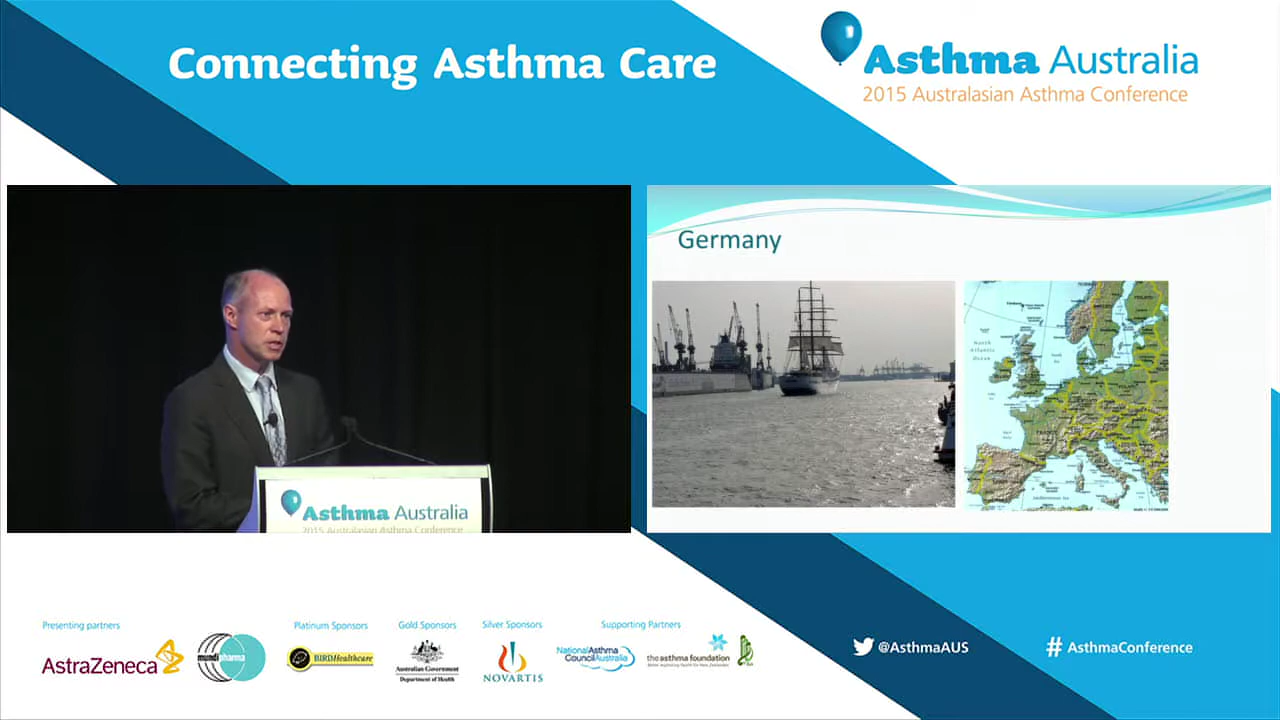 Connecting Asthma Care
Asthma Australia
2015 Australasian Asthma Conference
Germany
Asthma Australia
2015 Australasian Asthma Conference
Presenting partners
AstraZeneca
mundipharma
Platinum Sponsors
BIRDHealthcare
Gold Sponsors
Australian Government
Department of Health
Silver Sponsors
NOVARTIS
Supporting Partners
National Asthma
Council Australia
the asthma foundation
@AsthmaAUS
# AsthmaConference